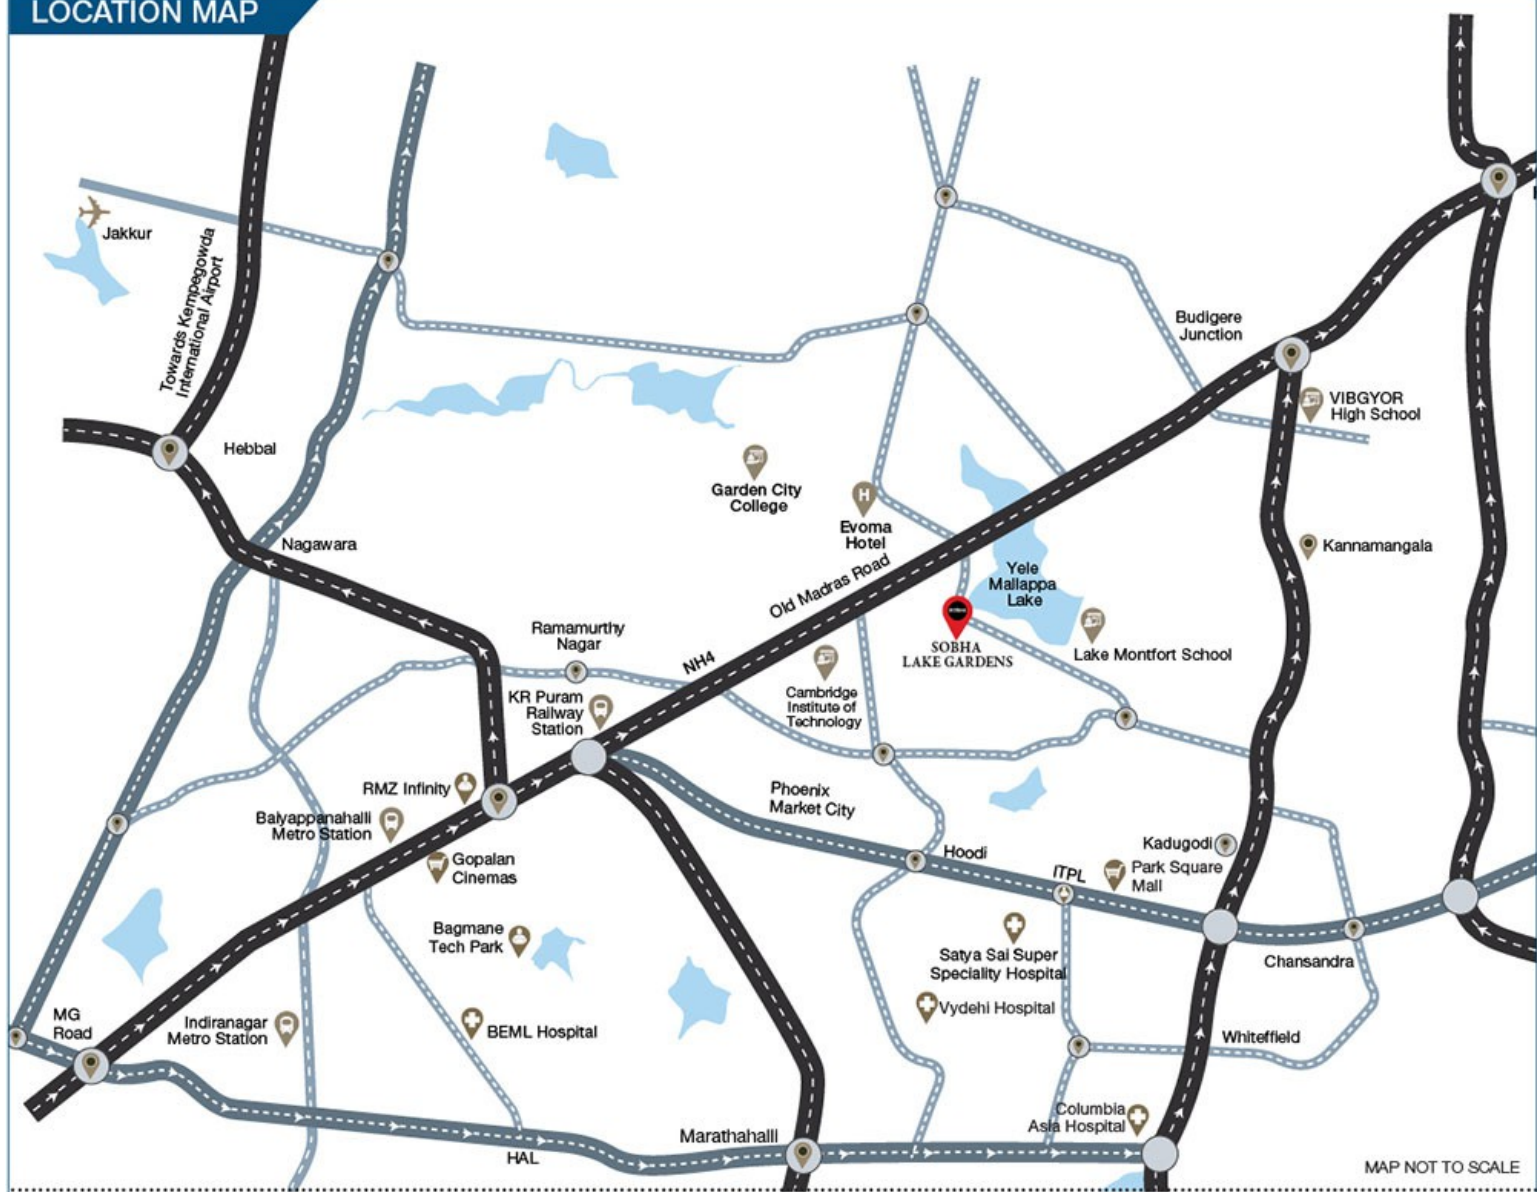 LOCATION MAP
Jakkur
Towards Kempegowda
International Airport
Budigere
Junction
VIBGYOR
High School
Hebbal
Garden City
College
Evoma
Hotel
Nagawara
Kannamangala
Old Madras Road
Yele
Mallappa
Lake
Ramamurthy
Nagar
SOBHA
LAKE GARDENS
Lake Montfort School
NH4
KR Puram
Railway
Station
Cambridge
Institute of
Technology
RMZ Infinity
Phoenix
Market City
Baiyappanahalli
Metro Station
Gopalan
Cinemas
Hoodi
Kadugodi
ITPL
Park Square
Mall
Bagmane
Tech Park
Satya Sai Super
Speciality Hospital
Chansandra
Vydehi Hospital
MG
Road
Indiranagar
Metro Station
BEML Hospital
Whiteffield
Columbia
Asia Hospital
Marathahalli
HAL
MAP NOT TO SCALE
H